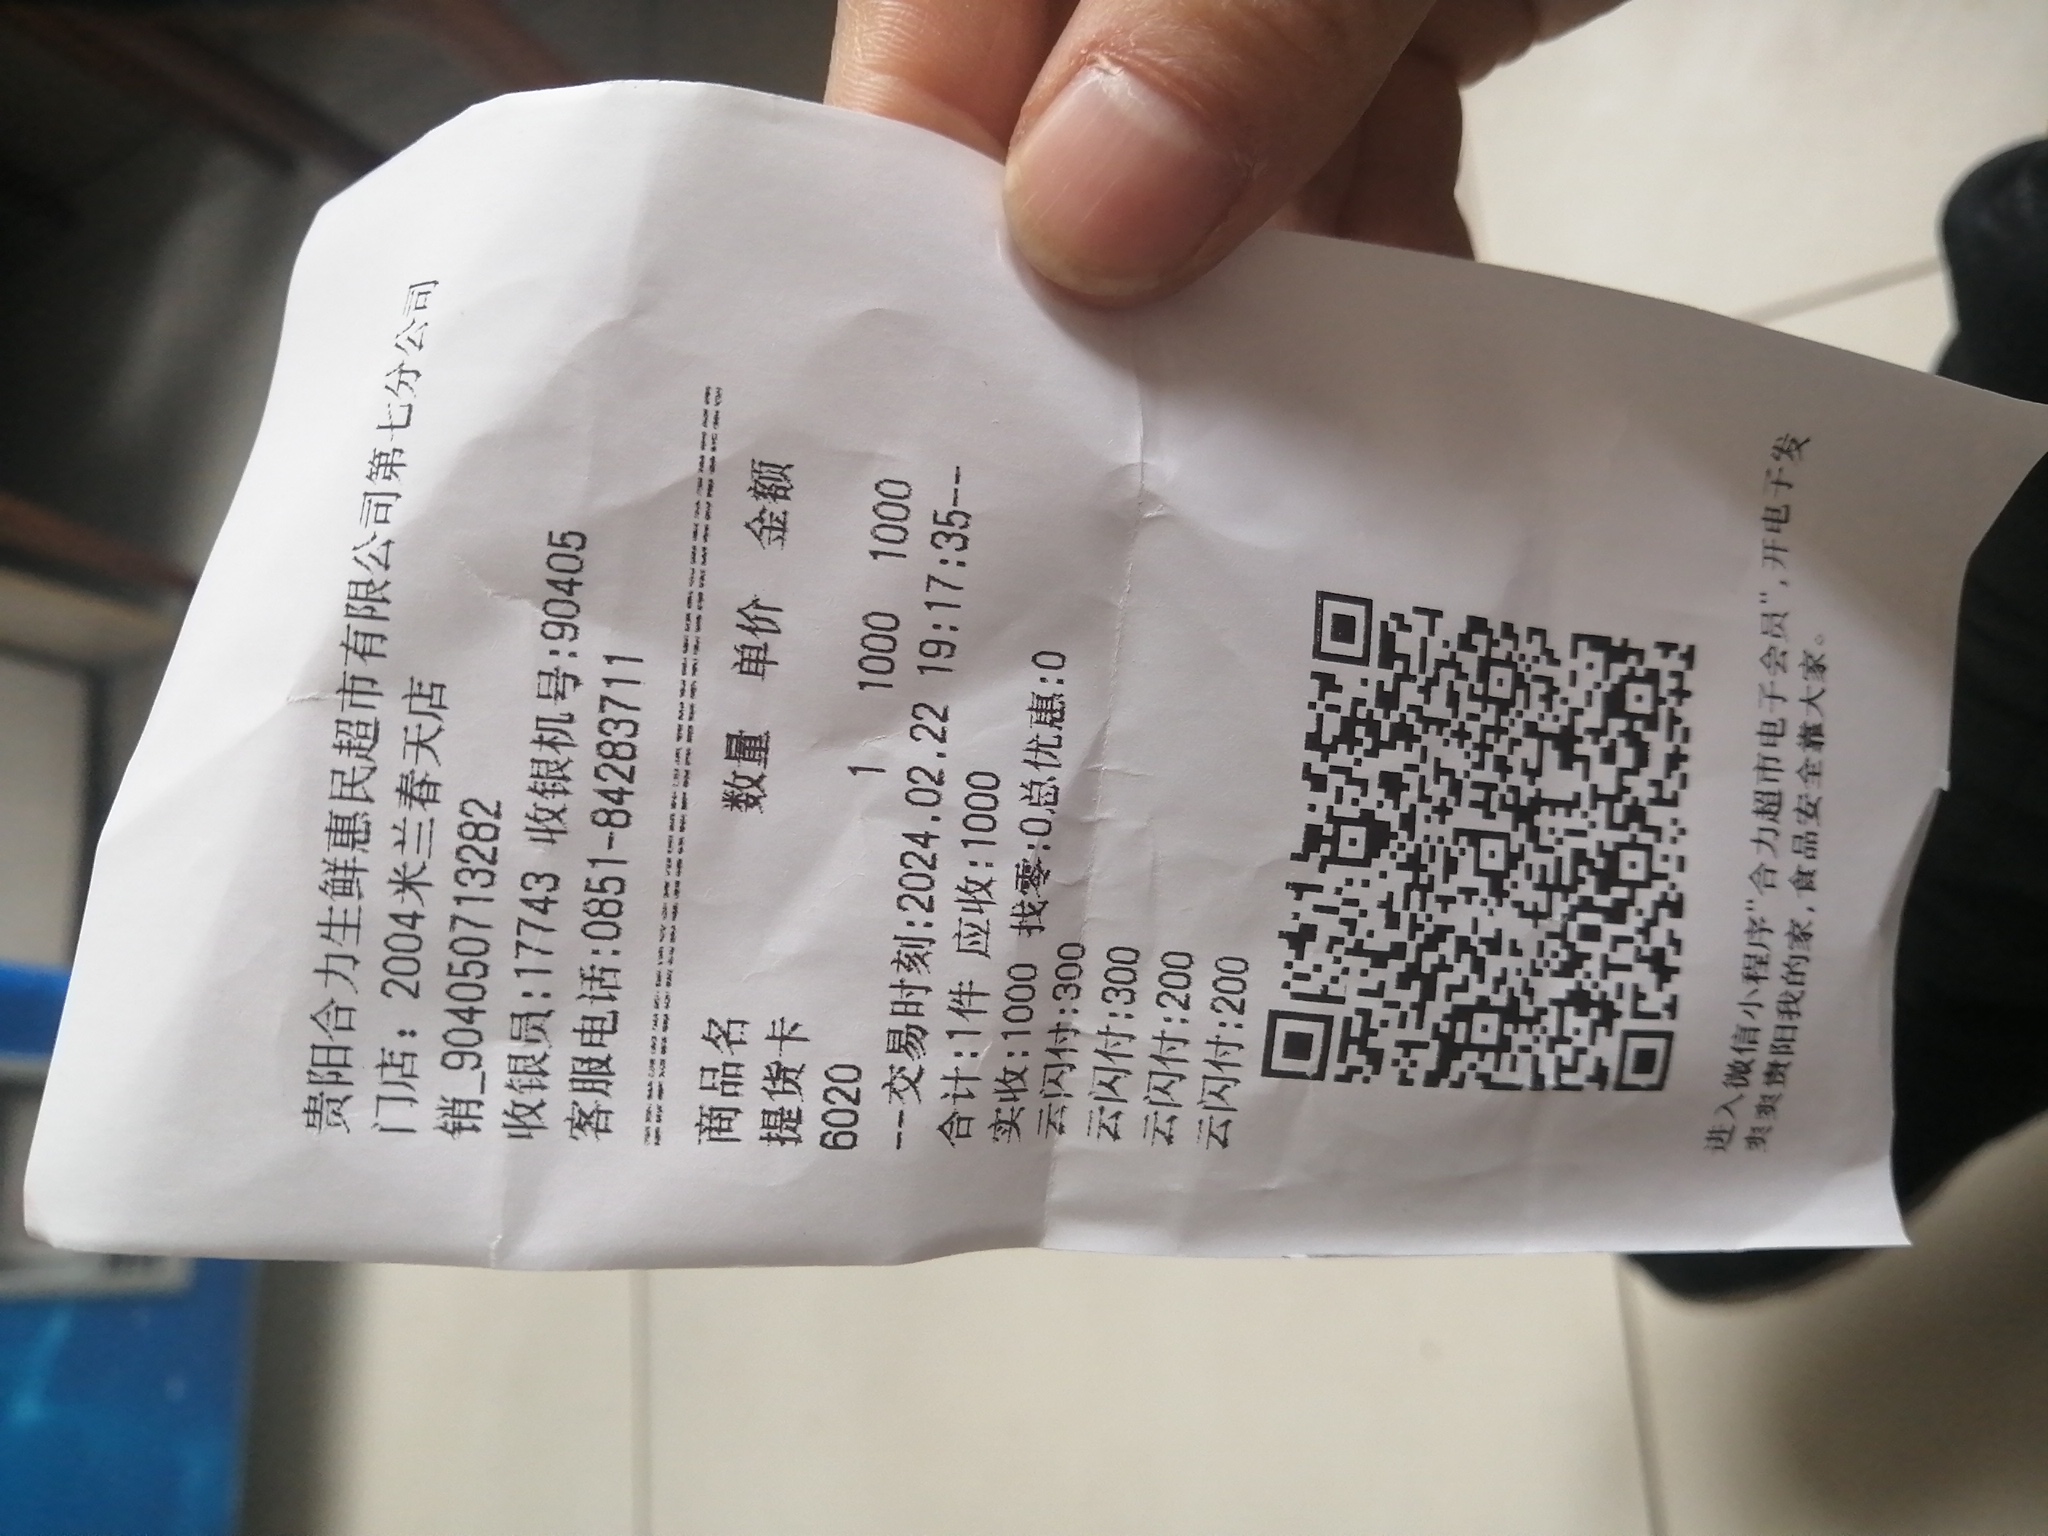 贵阳合力生鲜惠民超市有限公司第七分公司
门店: 2004米兰春天店
销_904050713282
收银员:17743 收银机号:90405
客服电话:0851-84283711
商品名 数量 单价 金额
提货卡
6020 1 1000 1000
--交易时刻:2024.02.22 19:17:35--
合计:1件 应收:1000
实收:1000 找零:0总优惠:0
云闪付:300
云闪付:300
云闪付:200
云闪付:200
进入微信小程序"合力超市电子会员",开电子发
爽爽贵阳我的家,食品安全靠大家。